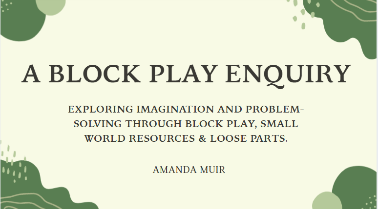 A BLOCK PLAY ENQUIRY
EXPLORING IMAGINATION AND PROBLEM-
SOLVING THROUGH BLOCK PLAY, SMALL
WORLD RESOURCES & LOOSE PARTS.
AMANDA MUIR